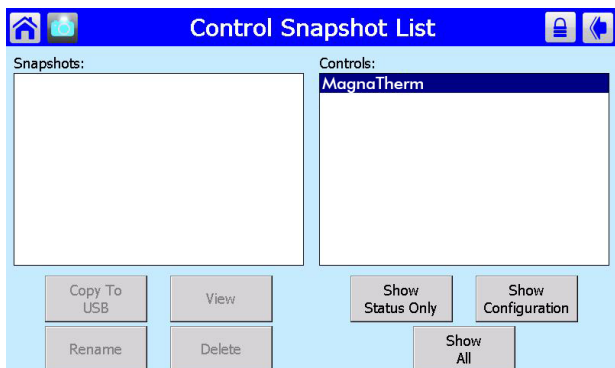 Control Snapshot List
Snapshots:
Controls:
MagnaTherm
Copy To
USB
View
Show
Status Only
Show
Configuration
Rename
Delete
Show
All